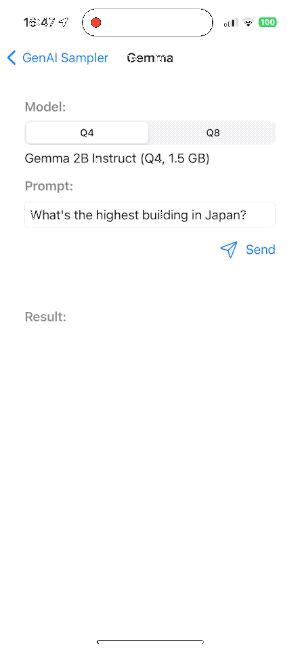 16:47
100
GenAI Sampler
Gemma
Model:
Q4
Q8
Gemma 2B Instruct (Q4, 1.5 GB)
Prompt:
What's the highest building in Japan?
Send
Result: